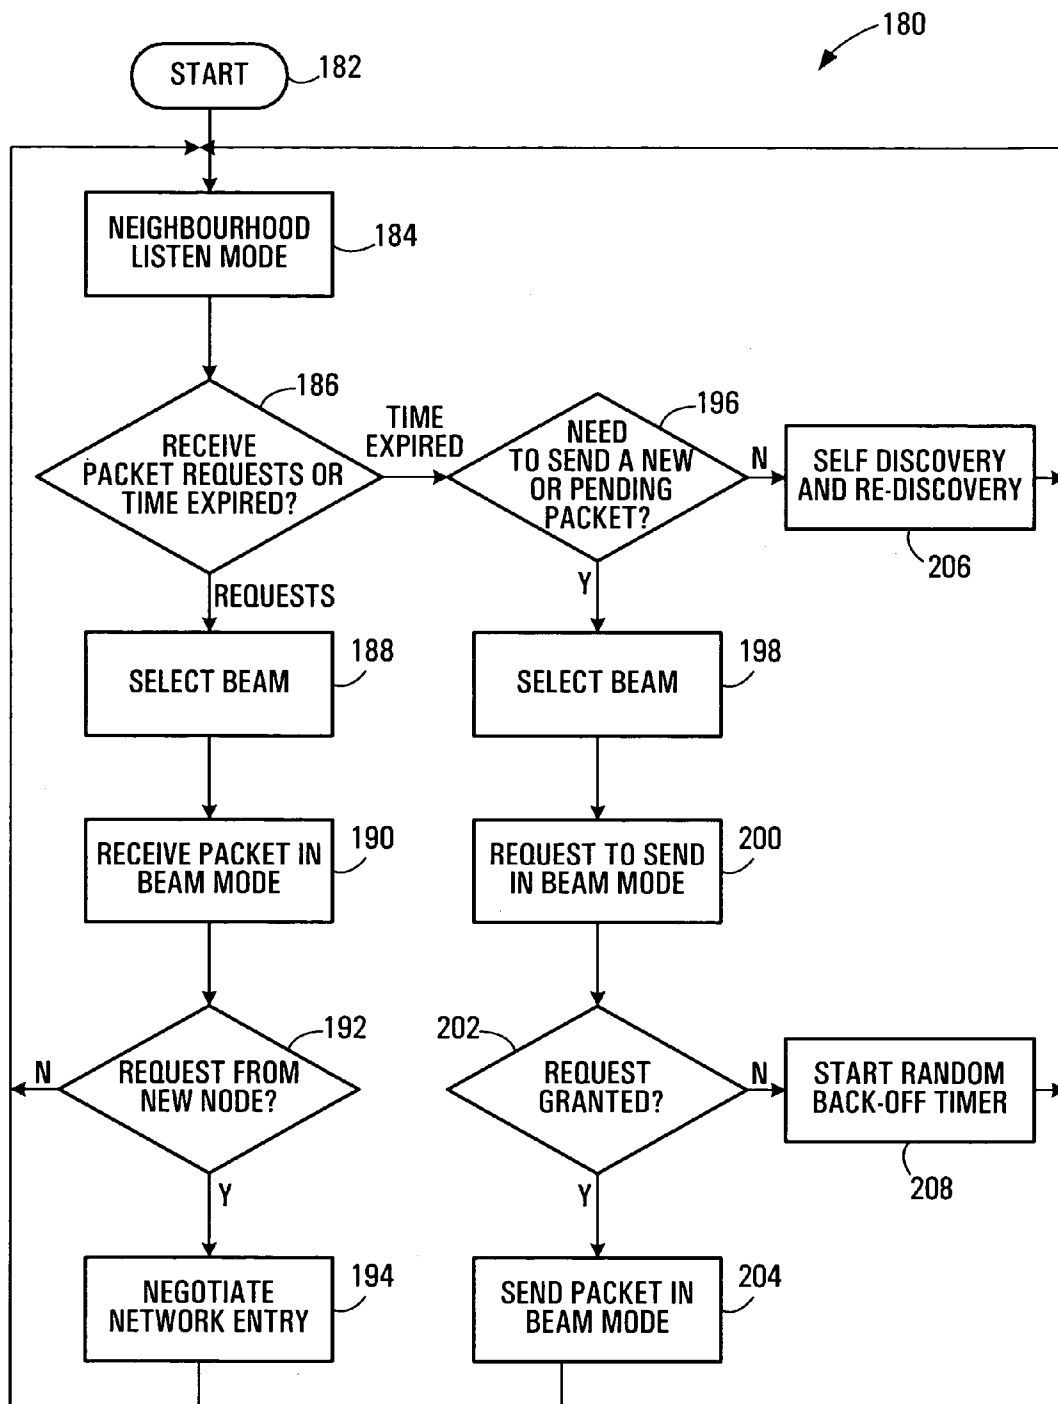 180
START
182
NEIGHBOURHOOD
LISTEN MODE
184
186
RECEIVE
PACKET REQUESTS OR
TIME EXPIRED?
TIME
EXPIRED
196
NEED
TO SEND A NEW
OR PENDING
PACKET?
N
SELF DISCOVERY
AND RE-DISCOVERY
206
REQUESTS
Y
SELECT BEAM
188
SELECT BEAM
198
RECEIVE PACKET IN
BEAM MODE
190
REQUEST TO SEND
IN BEAM MODE
200
192
REQUEST FROM
NEW NODE?
N
Y
202
REQUEST
GRANTED?
N
Y
START RANDOM
BACK-OFF TIMER
208
NEGOTIATE
NETWORK ENTRY
194
SEND PACKET IN
BEAM MODE
204